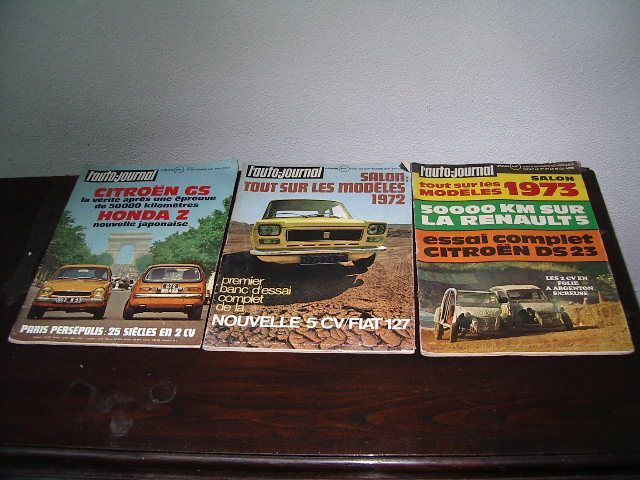 l'auto-journal
CITROËN GS
la vérité après une épreuve
de 50000 kilomètres
HONDA Z
nouvelle japonaise
PARIS PERSÉPOLIS: 25 SIÈCLES EN 2 CV
l'auto-journal
SALON:
TOUT SUR LES MODÈLES
1972
premier
banc d'essai
complet
de la
NOUVELLE 5 CV FIAT 127
l'auto-journal
SALON
tout sur les
MODÈLES 1973
50000 KM SUR
LA RENAULT 5
essai complet
CITROËN DS 23
LES 2 CV EN
FOLIE
A ARGENTON
S/CREUSE